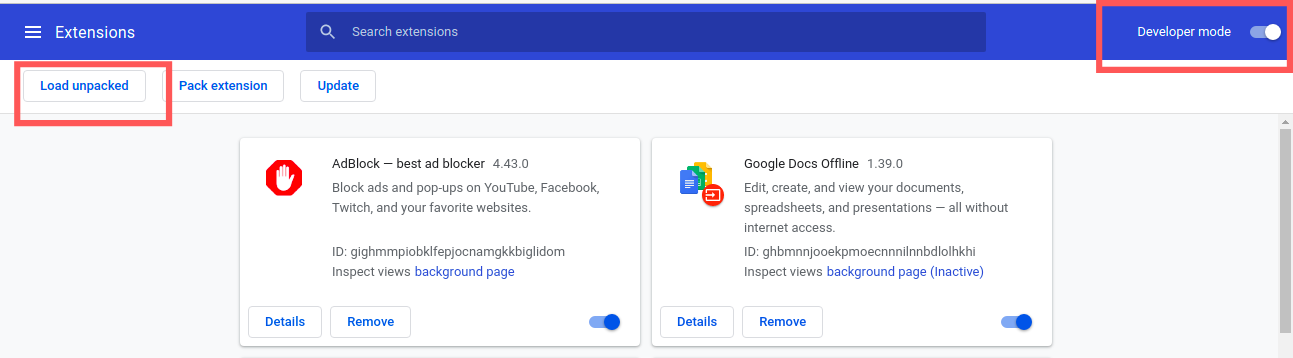 Extensions
Search extensions
Developer mode
Load unpacked
Pack extension
Update
AdBlock — best ad blocker 4.43.0
Block ads and pop-ups on YouTube, Facebook,
Twitch, and your favorite websites.
ID: gighmmpiobklfepjocnamgkkbiglidom
Inspect views background page
Details
Remove
Google Docs Offline 1.39.0
Edit, create, and view your documents,
spreadsheets, and presentations — all without
internet access.
ID: ghbmnnjooekpmoecnnnilnnbdlolhkhi
Inspect views background page (Inactive)
Details
Remove